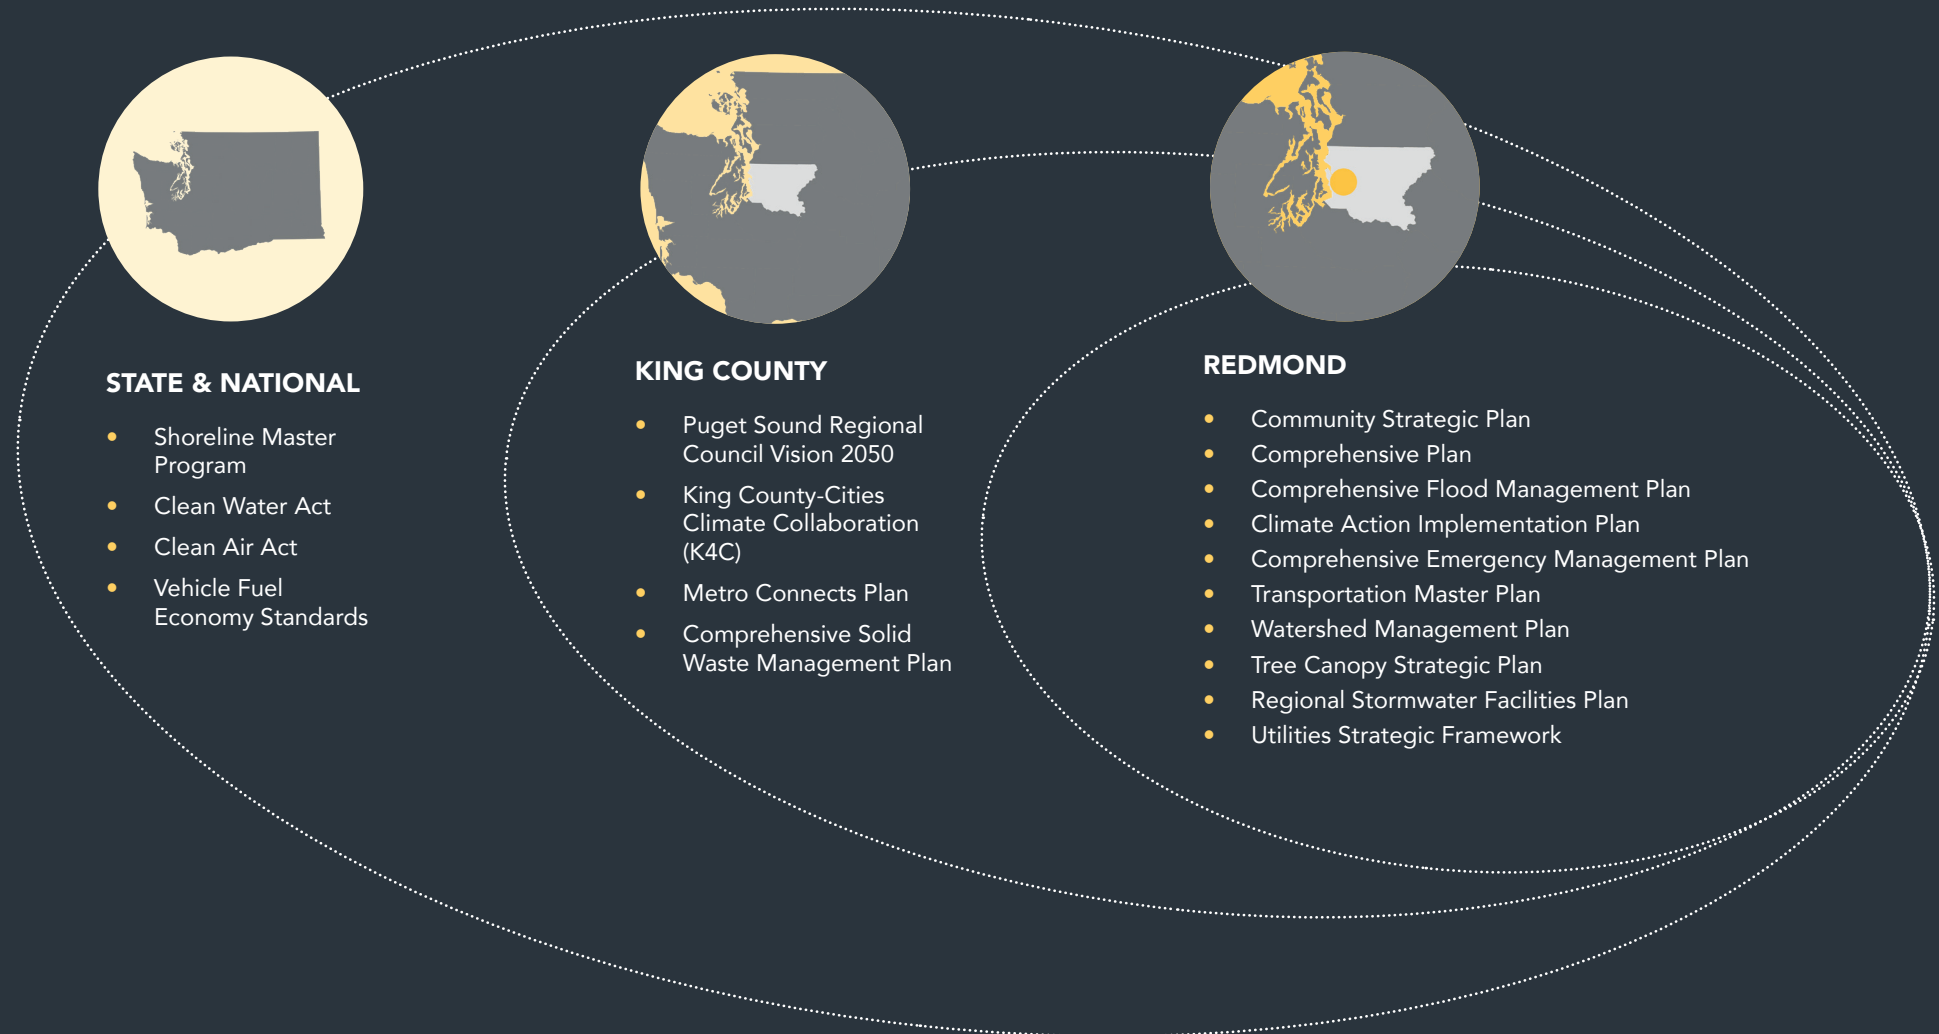 STATE & NATIONAL
• Shoreline Master
Program
• Clean Water Act
• Clean Air Act
• Vehicle Fuel
Economy Standards
KING COUNTY
• Puget Sound Regional
Council Vision 2050
• King County-Cities
Climate Collaboration
(K4C)
• Metro Connects Plan
• Comprehensive Solid
Waste Management Plan
REDMOND
• Community Strategic Plan
• Comprehensive Plan
• Comprehensive Flood Management Plan
• Climate Action Implementation Plan
• Comprehensive Emergency Management Plan
• Transportation Master Plan
• Watershed Management Plan
• Tree Canopy Strategic Plan
• Regional Stormwater Facilities Plan
• Utilities Strategic Framework